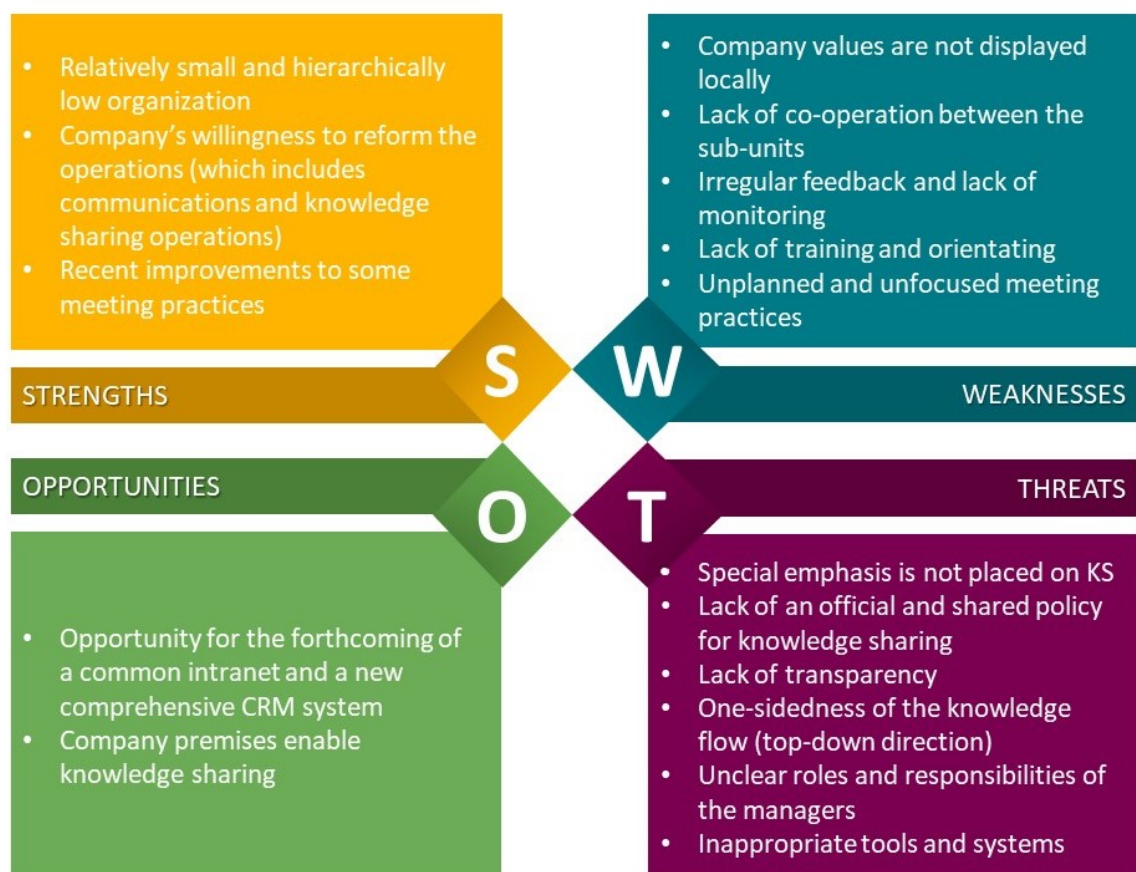 • Relatively small and hierarchically
low organization
• Company's willingness to reform the
operations (which includes
communications and knowledge
sharing operations)
• Recent improvements to some
meeting practices
STRENGTHS
S
• Company values are not displayed
locally
• Lack of co-operation between the
sub-units
• Irregular feedback and lack of
monitoring
• Lack of training and orientating
• Unplanned and unfocused meeting
practices
W
WEAKNESSES
OPPORTUNITIES
O
• Opportunity for the forthcoming of
a common intranet and a new
comprehensive CRM system
• Company premises enable
knowledge sharing
T
THREATS
• Special emphasis is not placed on KS
• Lack of an official and shared policy
for knowledge sharing
• Lack of transparency
• One-sidedness of the knowledge
flow (top-down direction)
• Unclear roles and responsibilities of
the managers
• Inappropriate tools and systems